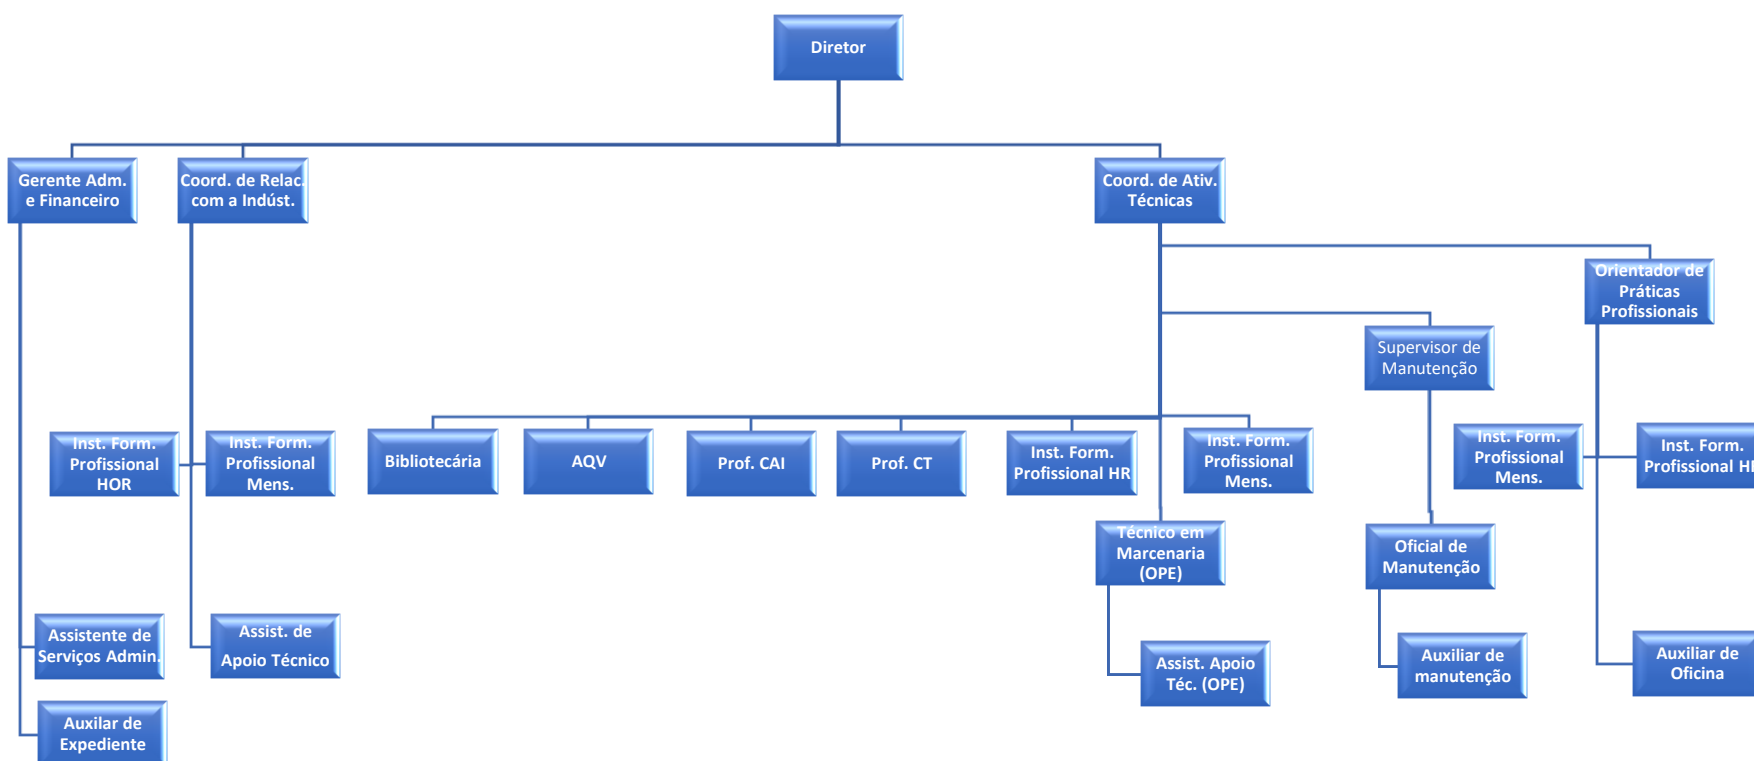 Diretor
Gerente Adm.
e Financeiro
Coord. de Relac.
com a Indúst.
Coord. de Ativ.
Técnicas
Orientador de
Práticas
Profissionais
Supervisor de
Manutenção
Inst. Form.
Profissional
HOR
Inst. Form.
Profissional
Mens.
Bibliotecária
AQV
Prof. CAI
Prof. CT
Inst. Form.
Profissional HR
Inst. Form.
Profissional
Mens.
Inst. Form.
Profissional
Mens.
Inst. Form.
Profissional
Técnico em
Marcenaria
(OPE)
Oficial de
Manutenção
Assistente de
Serviços Admin.
Assist. de
Apoio Técnico
Assist. Apoio
Téc. (OPE)
Auxiliar de
manutenção
Auxiliar de
Oficina
Auxilar de
Expediente